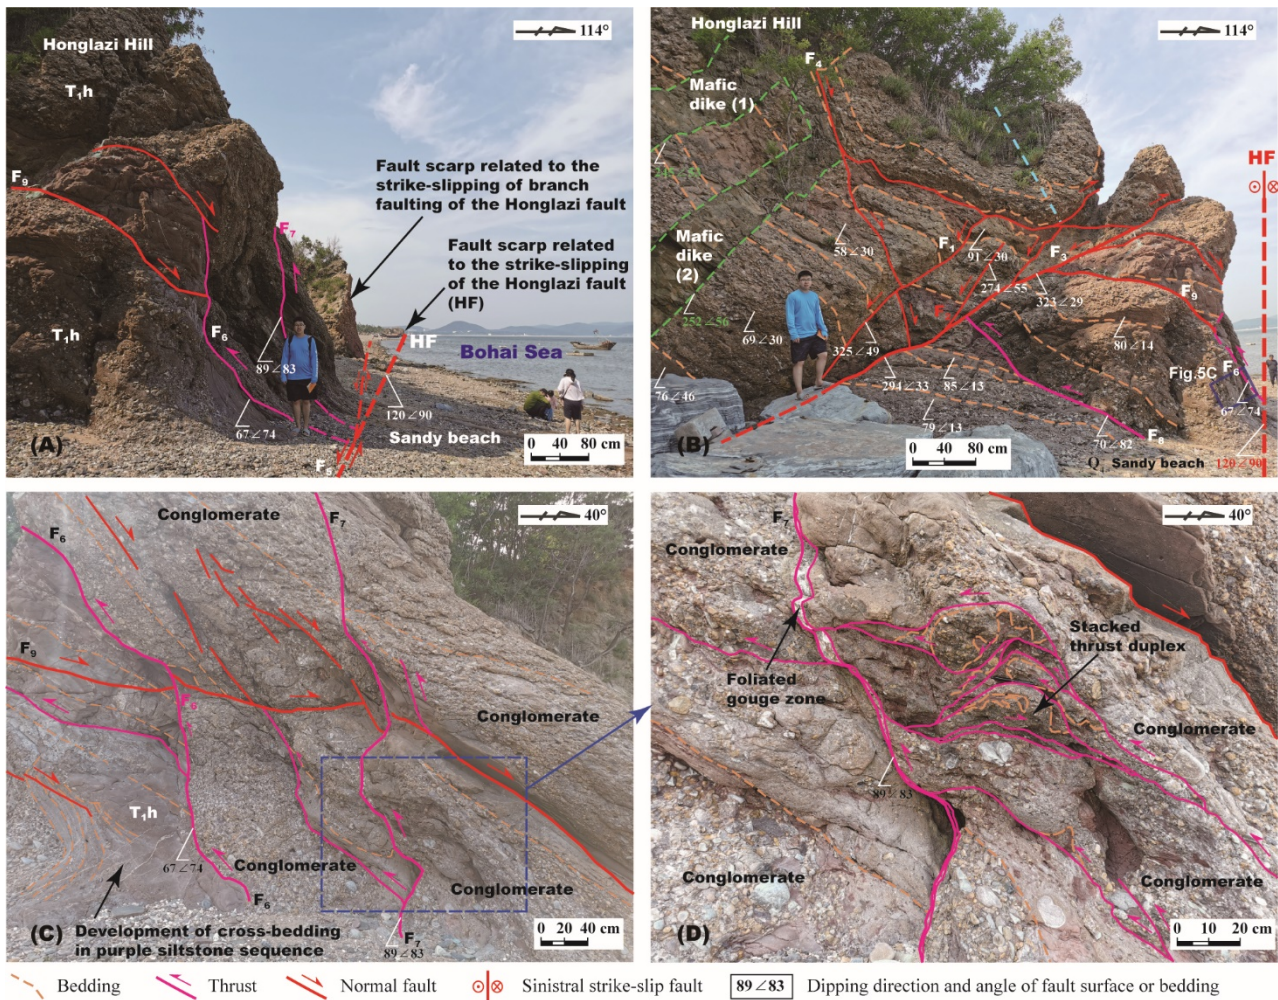 Honglazi Hill
T₁h
114°
F₉
F₇
Fault scarp related to the
strike-slipping of branch
faulting of the Honglazi fault
Fault scarp related
to the strike-slipping
of the Honglazi fault
(HF)
HF
Bohai Sea
T₁h
F₆
89∠83
120∠90
67∠74
Sandy beach
F₅
(A)
0 40 80 cm
Honglazi Hill
114°
F₄
Mafic
dike (1)
HF
Mafic
dike
(2)
58∠30
F₁
91∠30
F₃
274∠55
323∠29
F₉
252∠56
69∠30
325∠49
80∠14
294∠33
85∠13
Fig.5C
F₆
67∠74
76∠46
79∠13
70∠82
F₈
120∠90
Sandy beach
(B)
0 40 80 cm
Conglomerate
40°
F₇
F₆
F₉
F₆
Conglomerate
T₁h
67∠74
Conglomerate
Conglomerate
F₆
Development of cross-bedding
in purple siltstone sequence
F₇
89∠83
(C)
0 20 40 cm
F₇
40°
Conglomerate
Stacked
thrust duplex
Foliated
gouge zone
Conglomerate
89∠83
Conglomerate
Conglomerate
(D)
0 10 20 cm
Bedding
Thrust
Normal fault
Sinistral strike-slip fault
89∠83
Dipping direction and angle of fault surface or bedding